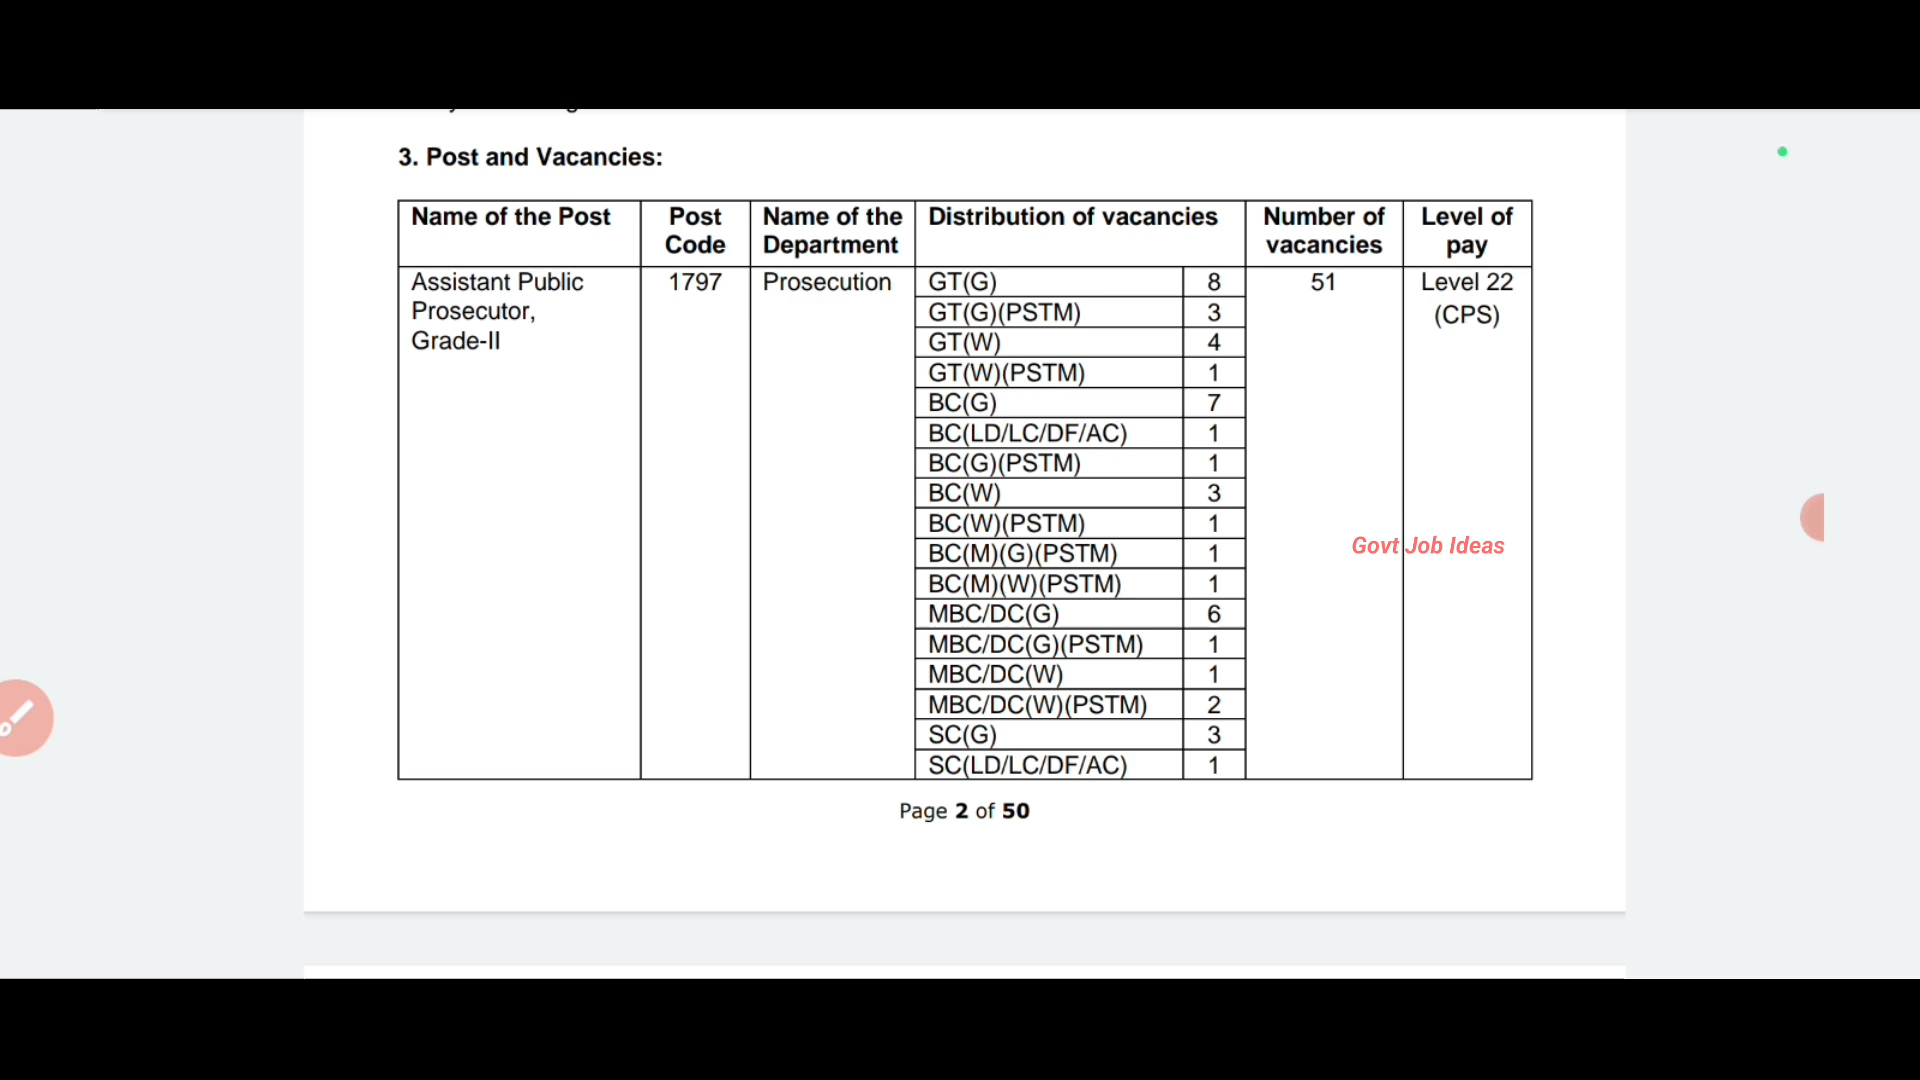 3. Post and Vacancies:
Name of the Post Post Code Name of the Department Distribution of vacancies Number of vacancies Level of pay
Assistant Public Prosecutor, Grade-II 1797 Prosecution GT(G) 8 51 Level 22 (CPS)
GT(G)(PSTM) 3
GT(W) 4
GT(W)(PSTM) 1
BC(G) 7
BC(LD/LC/DF/AC) 1
BC(G)(PSTM) 1
BC(W) 3
BC(W)(PSTM) 1
BC(M)(G)(PSTM) 1
BC(M)(W)(PSTM) 1
MBC/DC(G) 6
MBC/DC(G)(PSTM) 1
MBC/DC(W) 1
MBC/DC(W)(PSTM) 2
SC(G) 3
SC(LD/LC/DF/AC) 1
Govt Job Ideas
Page 2 of 50